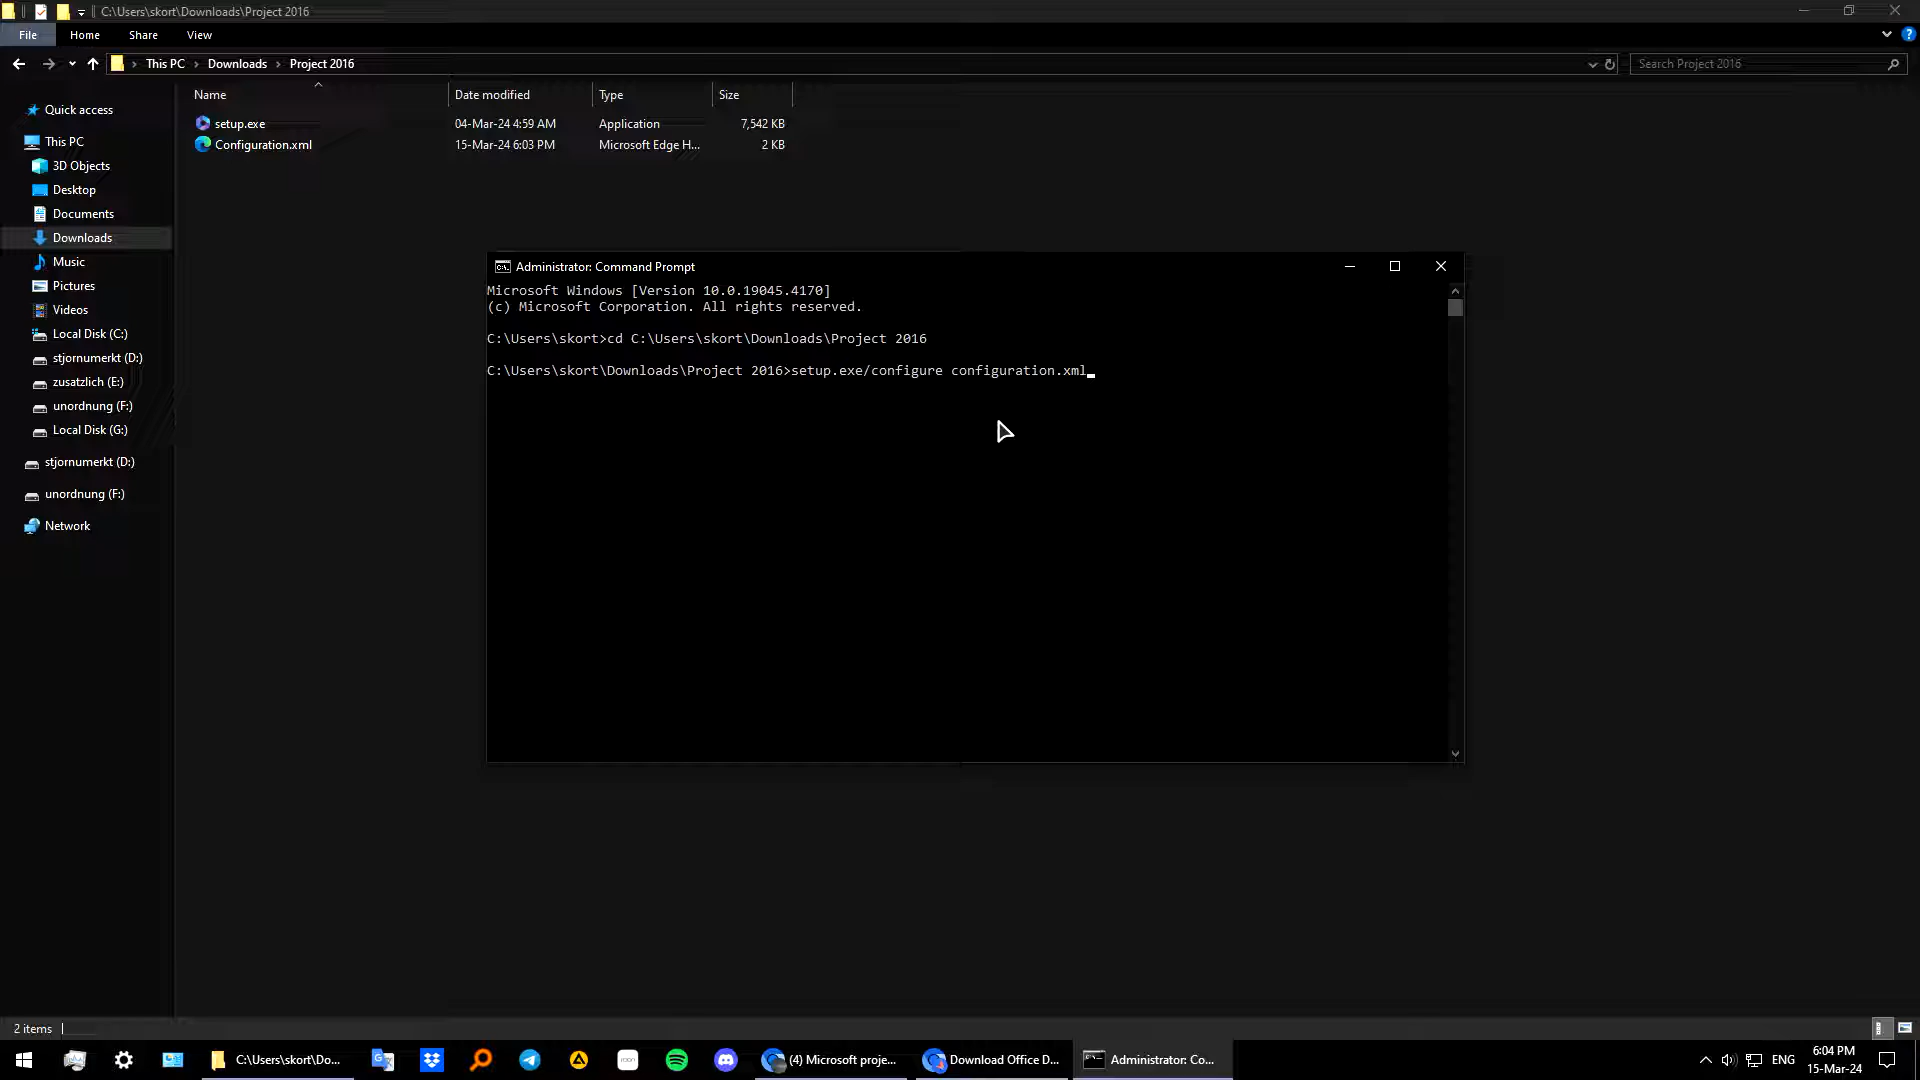 C:\Users\skort\Downloads\Project 2016
File Home Share View
This PC Downloads Project 2016 Search Project 2016
Name Date modified Type Size
setup.exe 04-Mar-24 4:59 AM Application 7,542 KB
Configuration.xml 15-Mar-24 6:03 PM Microsoft Edge H... 2 KB
Quick access
This PC
3D Objects
Desktop
Documents
Downloads
Music
Pictures
Videos
Local Disk (C:)
stjornumerkt (D:)
zusatzlich (E:)
unordnung (F:)
Local Disk (G:)
stjornumerkt (D:)
unordnung (F:)
Network
Administrator: Command Prompt
Microsoft Windows [Version 10.0.19045.4170]
(c) Microsoft Corporation. All rights reserved.
C:\Users\skort>cd C:\Users\skort\Downloads\Project 2016
C:\Users\skort\Downloads\Project 2016>setup.exe/configure configuration.xml
2 items
C:\Users\skort\Do... (4) Microsoft proje... Download Office D... Administrator: Co... ENG 6:04 PM
15-Mar-24